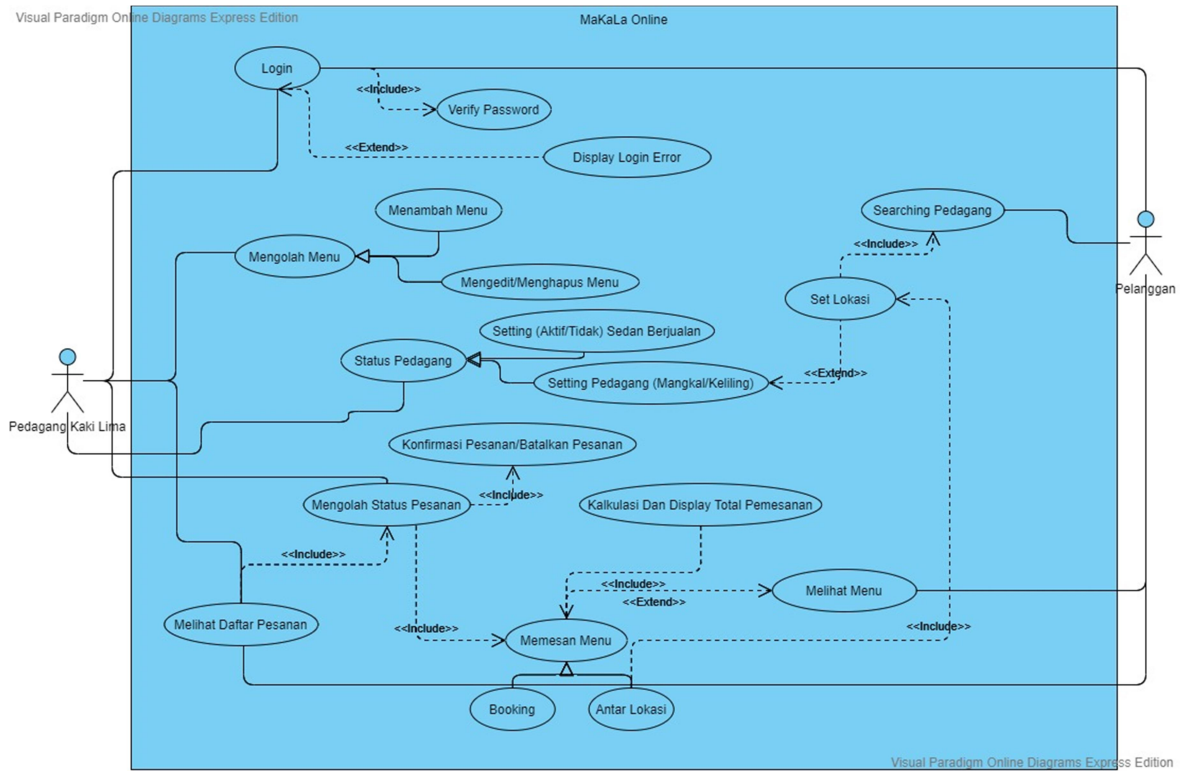 Visual Paradigm Online Diagrams Express Edition
MaKaLa Online
Login
<<Include>>
Verify Password
<<Extend>>
Display Login Error
Menambah Menu
Searching Pedagang
<<Include>>
Mengolah Menu
Mengedit/Menghapus Menu
Pelanggan
Set Lokasi
Setting (Aktif/Tidak) Sedan Berjualan
Status Pedagang
<<Extend>>
Setting Pedagang (Mangkal/Keliling)
Pedagang Kaki Lima
Konfirmasi Pesanan/Batalkan Pesanan
<<Include>>
Mengolah Status Pesanan
Kalkulasi Dan Display Total Pemesanan
<<Include>>
<<Include>>
Melihat Menu
<<Extend>>
Melihat Daftar Pesanan
<<Include>>
<<Include>>
Memesan Menu
Booking
Antar Lokasi
Visual Paradigm Online Diagrams Express Edition